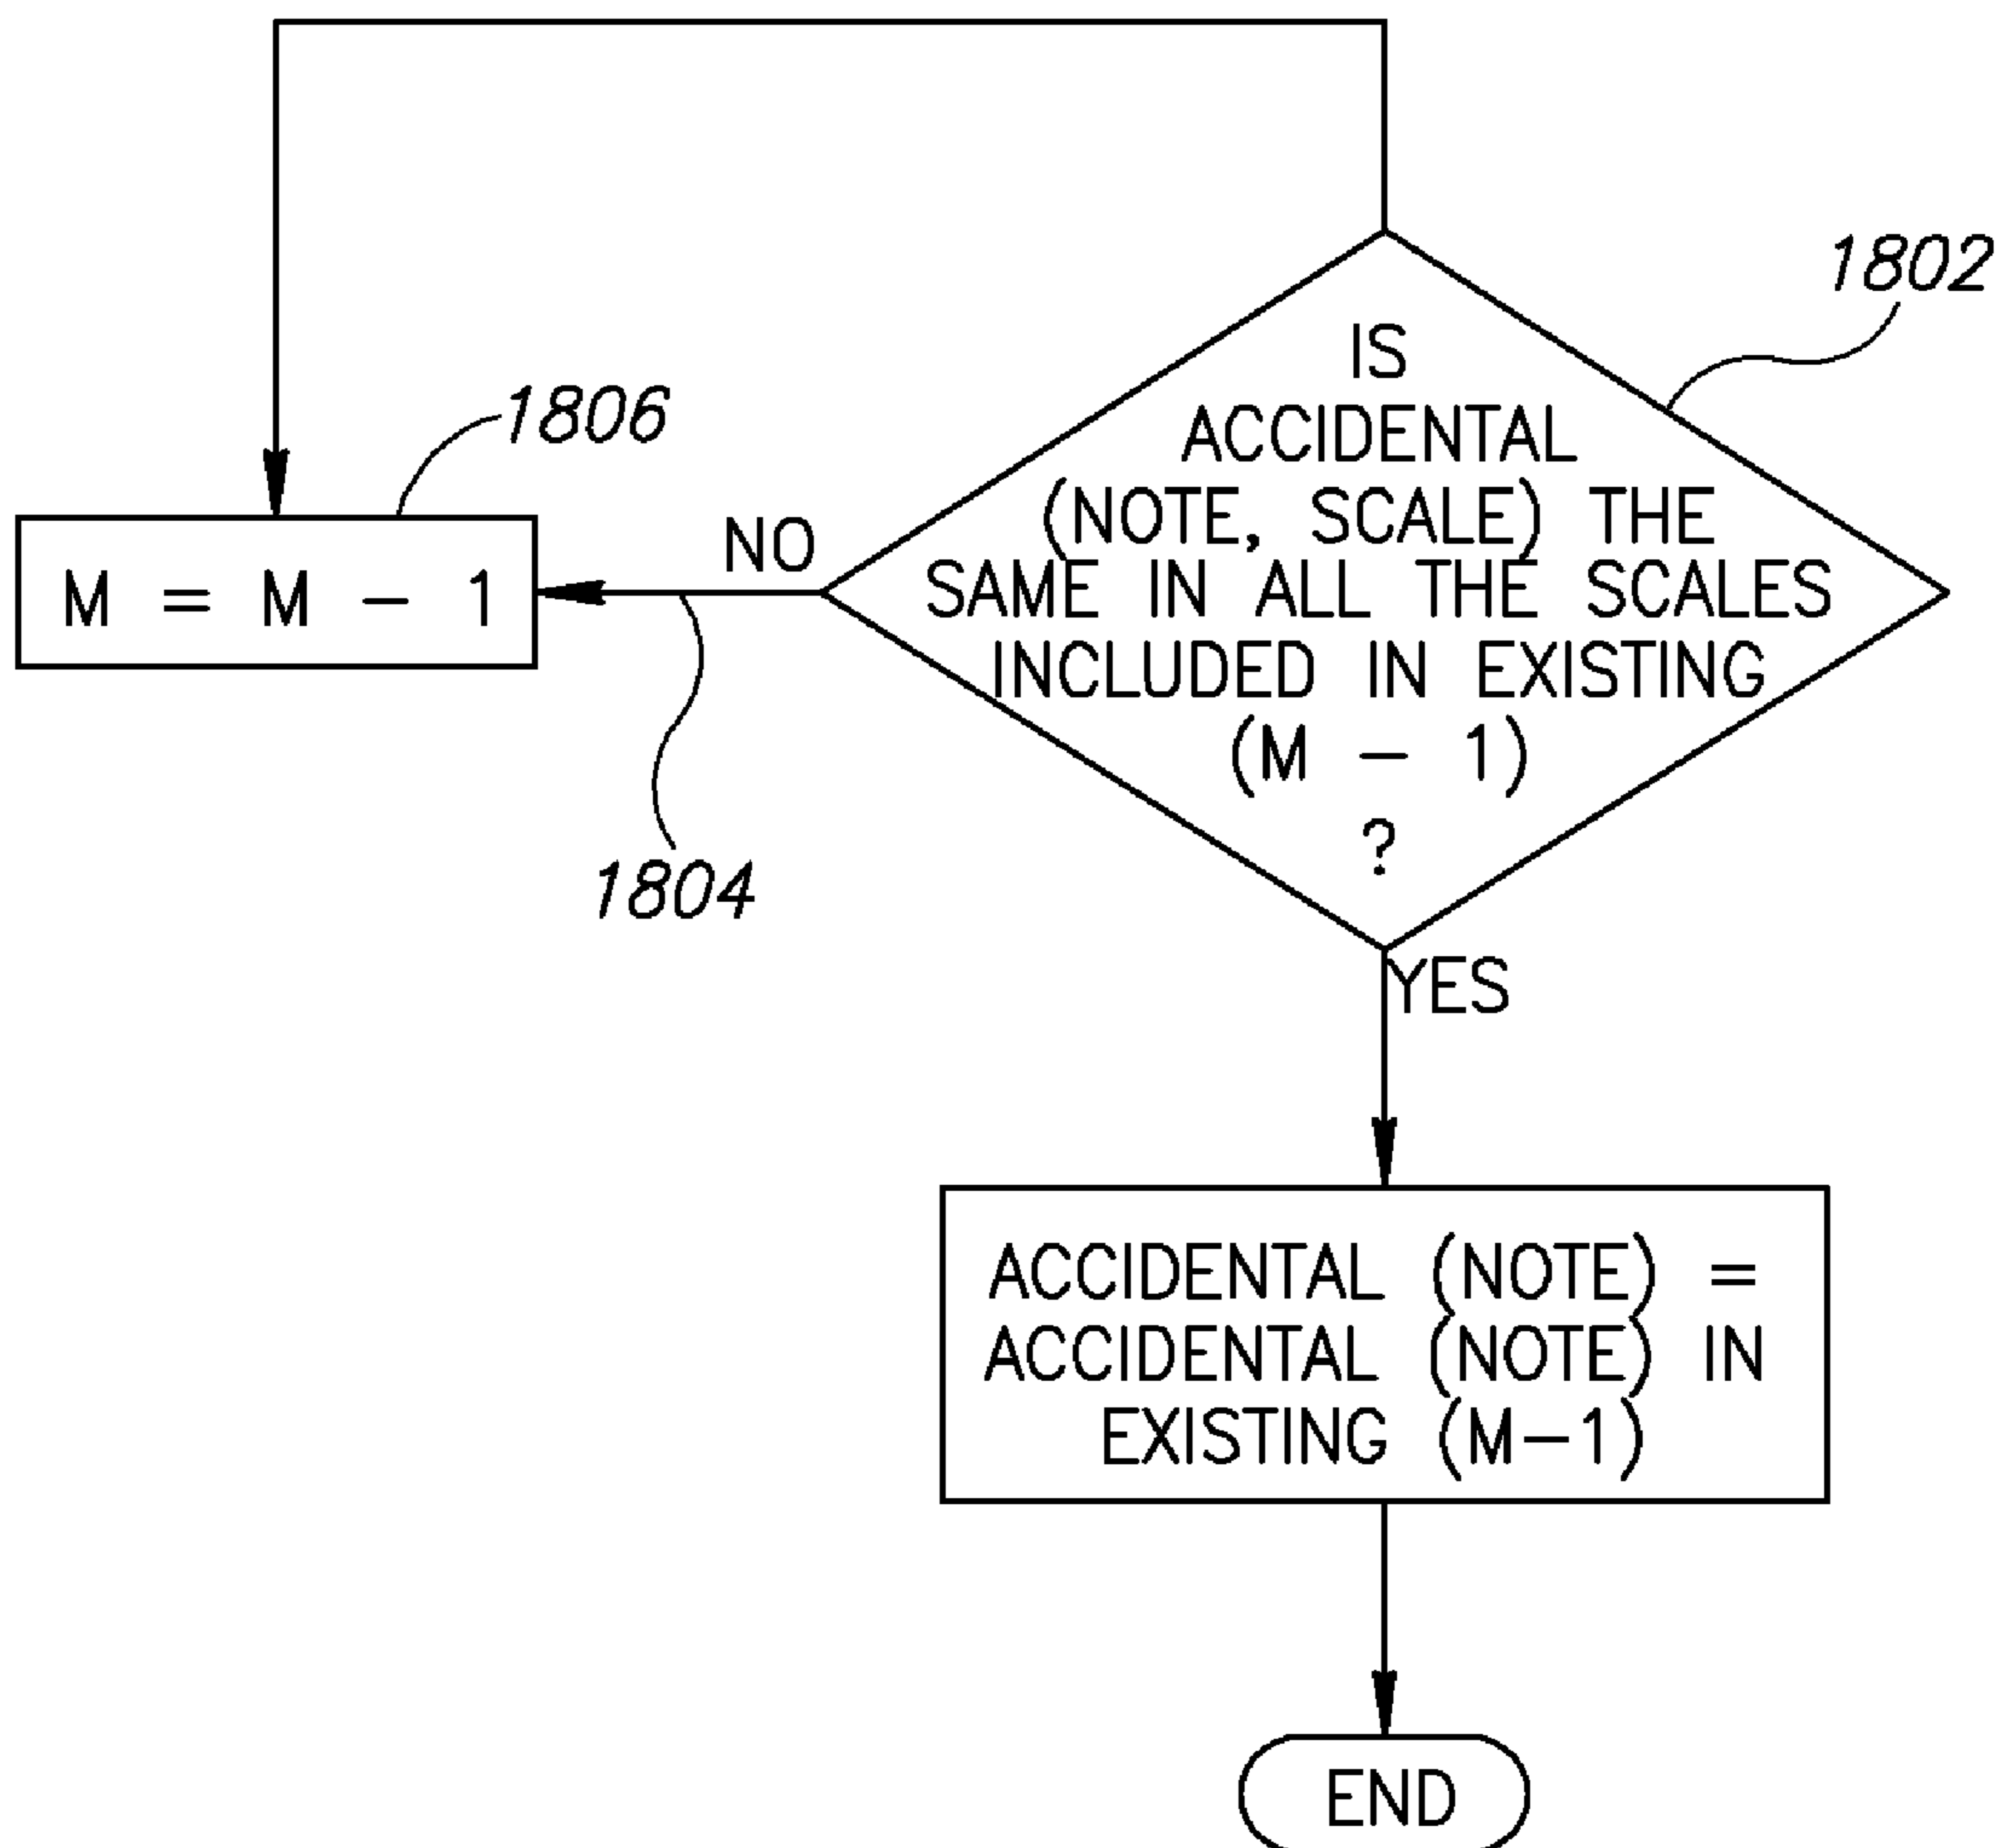 1802
IS
ACCIDENTAL
(NOTE, SCALE) THE
SAME IN ALL THE SCALES
INCLUDED IN EXISTING
(M - 1)
?
1806
M = M - 1
NO
1804
YES
ACCIDENTAL (NOTE) =
ACCIDENTAL (NOTE) IN
EXISTING (M-1)
END